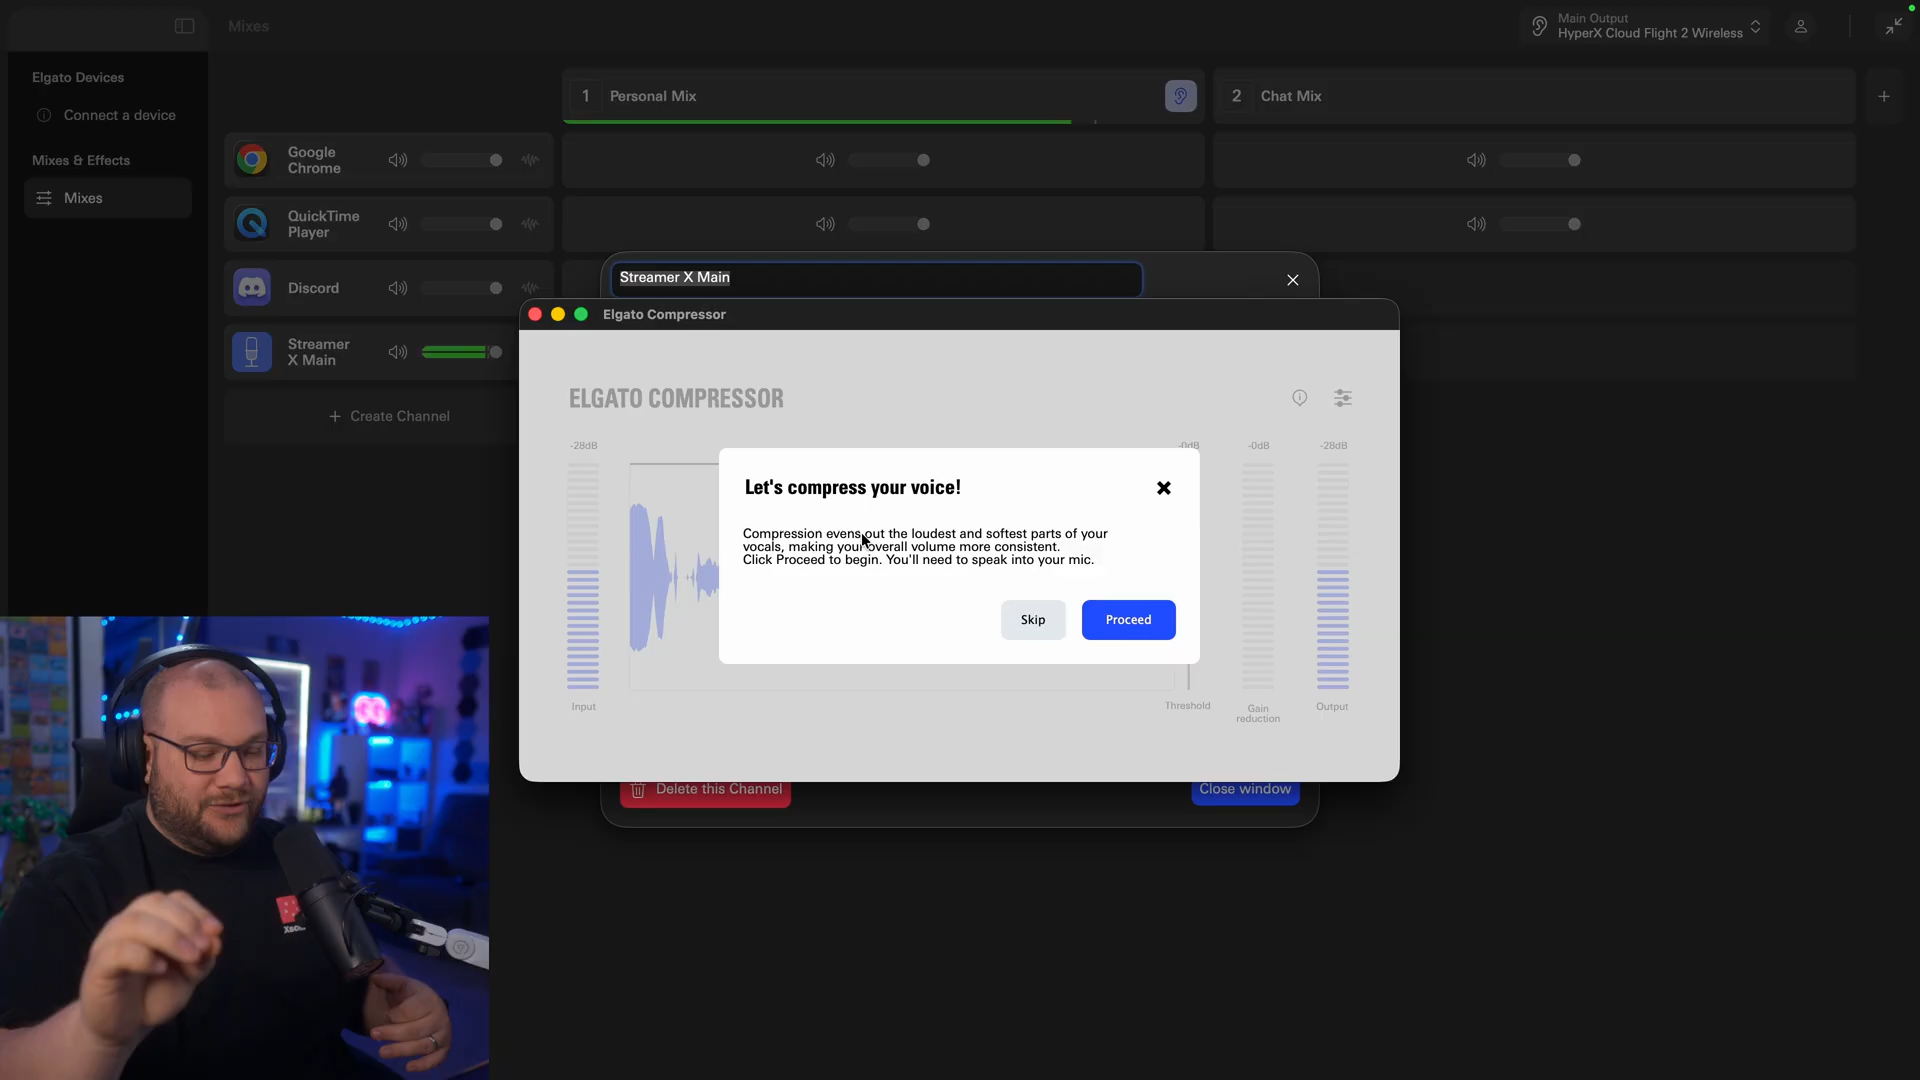 Mixes
Main Output
HyperX Cloud Flight 2 Wireless
Elgato Devices
Connect a device
Mixes & Effects
Mixes
1 Personal Mix
2 Chat Mix
Google
Chrome
QuickTime
Player
Discord
Streamer
X Main
Create Channel
Streamer X Main
Elgato Compressor
ELGATO COMPRESSOR
-28dB
-0dB
-0dB
-28dB
Let's compress your voice!
Compression evens out the loudest and softest parts of your
vocals, making your overall volume more consistent.
Click Proceed to begin. You'll need to speak into your mic.
Skip
Proceed
Input
Threshold
Gain
reduction
Output
Delete this Channel
Close window